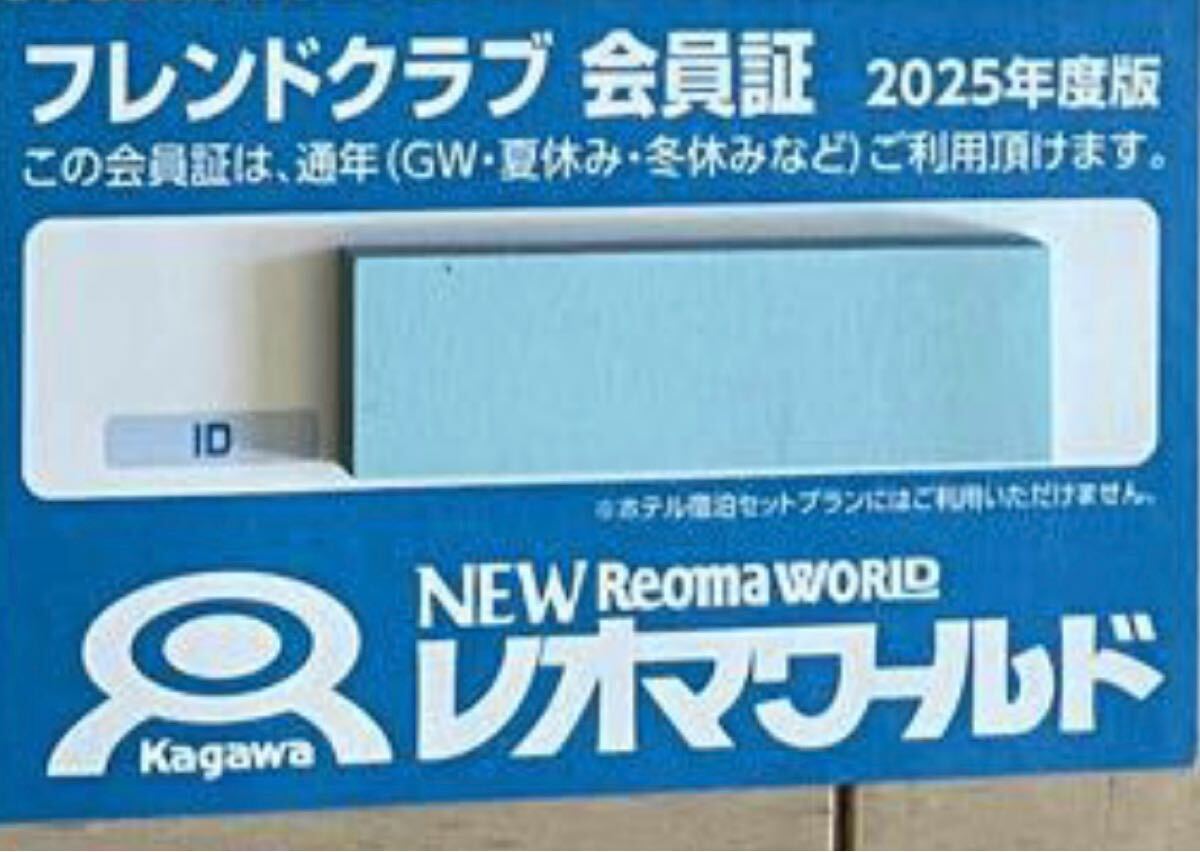 フレンドクラブ 会員証 2025年度版
この会員証は、通年(GW・夏休み・冬休みなど)ご利用頂けます。
ID
※ホテル宿泊セットプランにはご利用いただけません。
NEW Reoma WORLD
レオマワールド
Kagawa